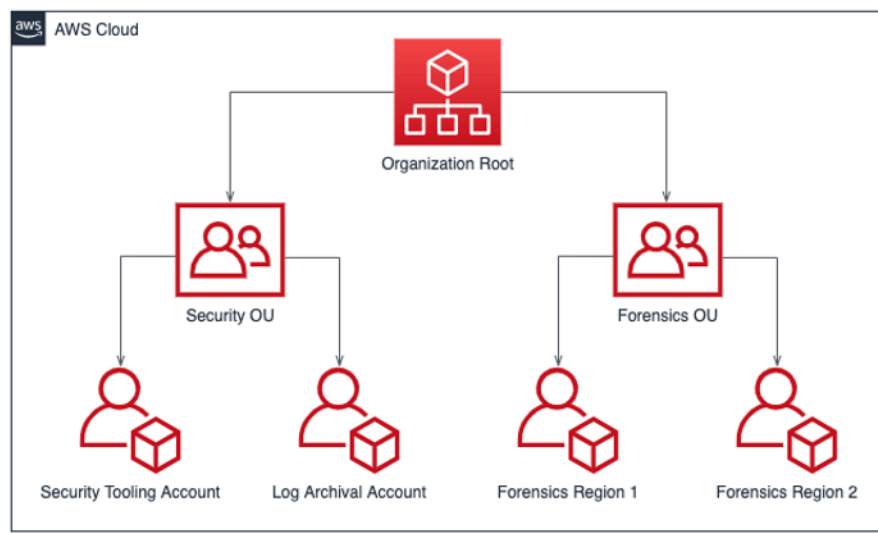 aws
AWS Cloud
Organization Root
Security OU
Forensics OU
Security Tooling Account
Log Archival Account
Forensics Region 1
Forensics Region 2